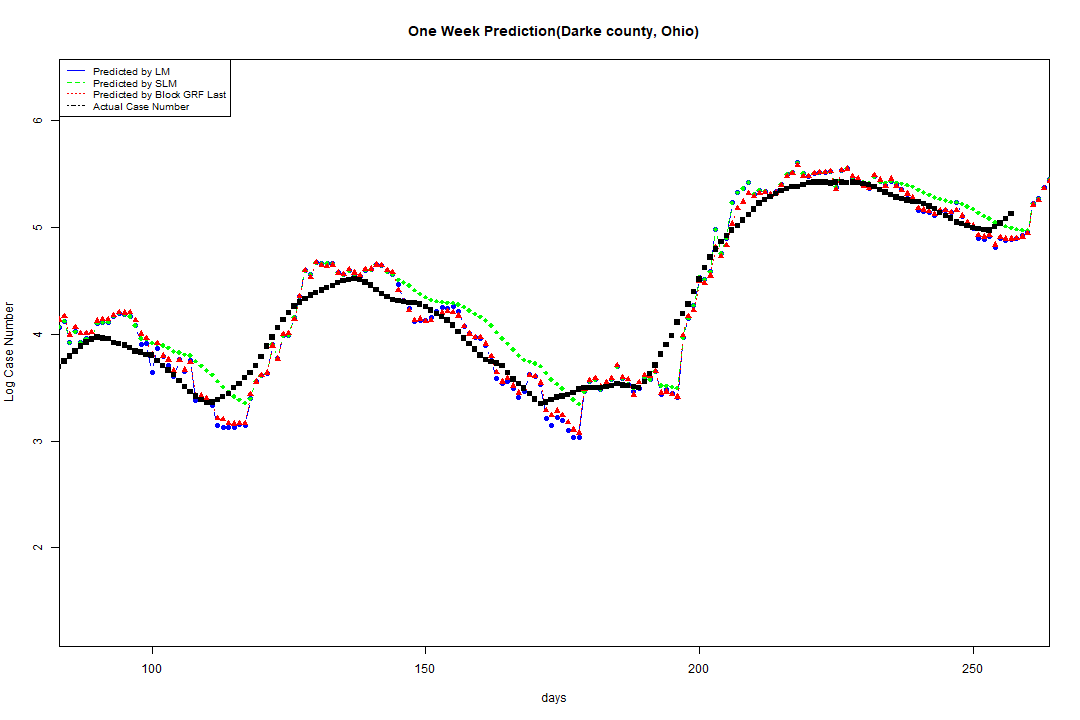 One Week Prediction(Darke county, Ohio)
Predicted by LM
Predicted by SLM
Predicted by Block GRF Last
Actual Case Number
Log Case Number
6
5
4
3
2
100 150 200 250
days